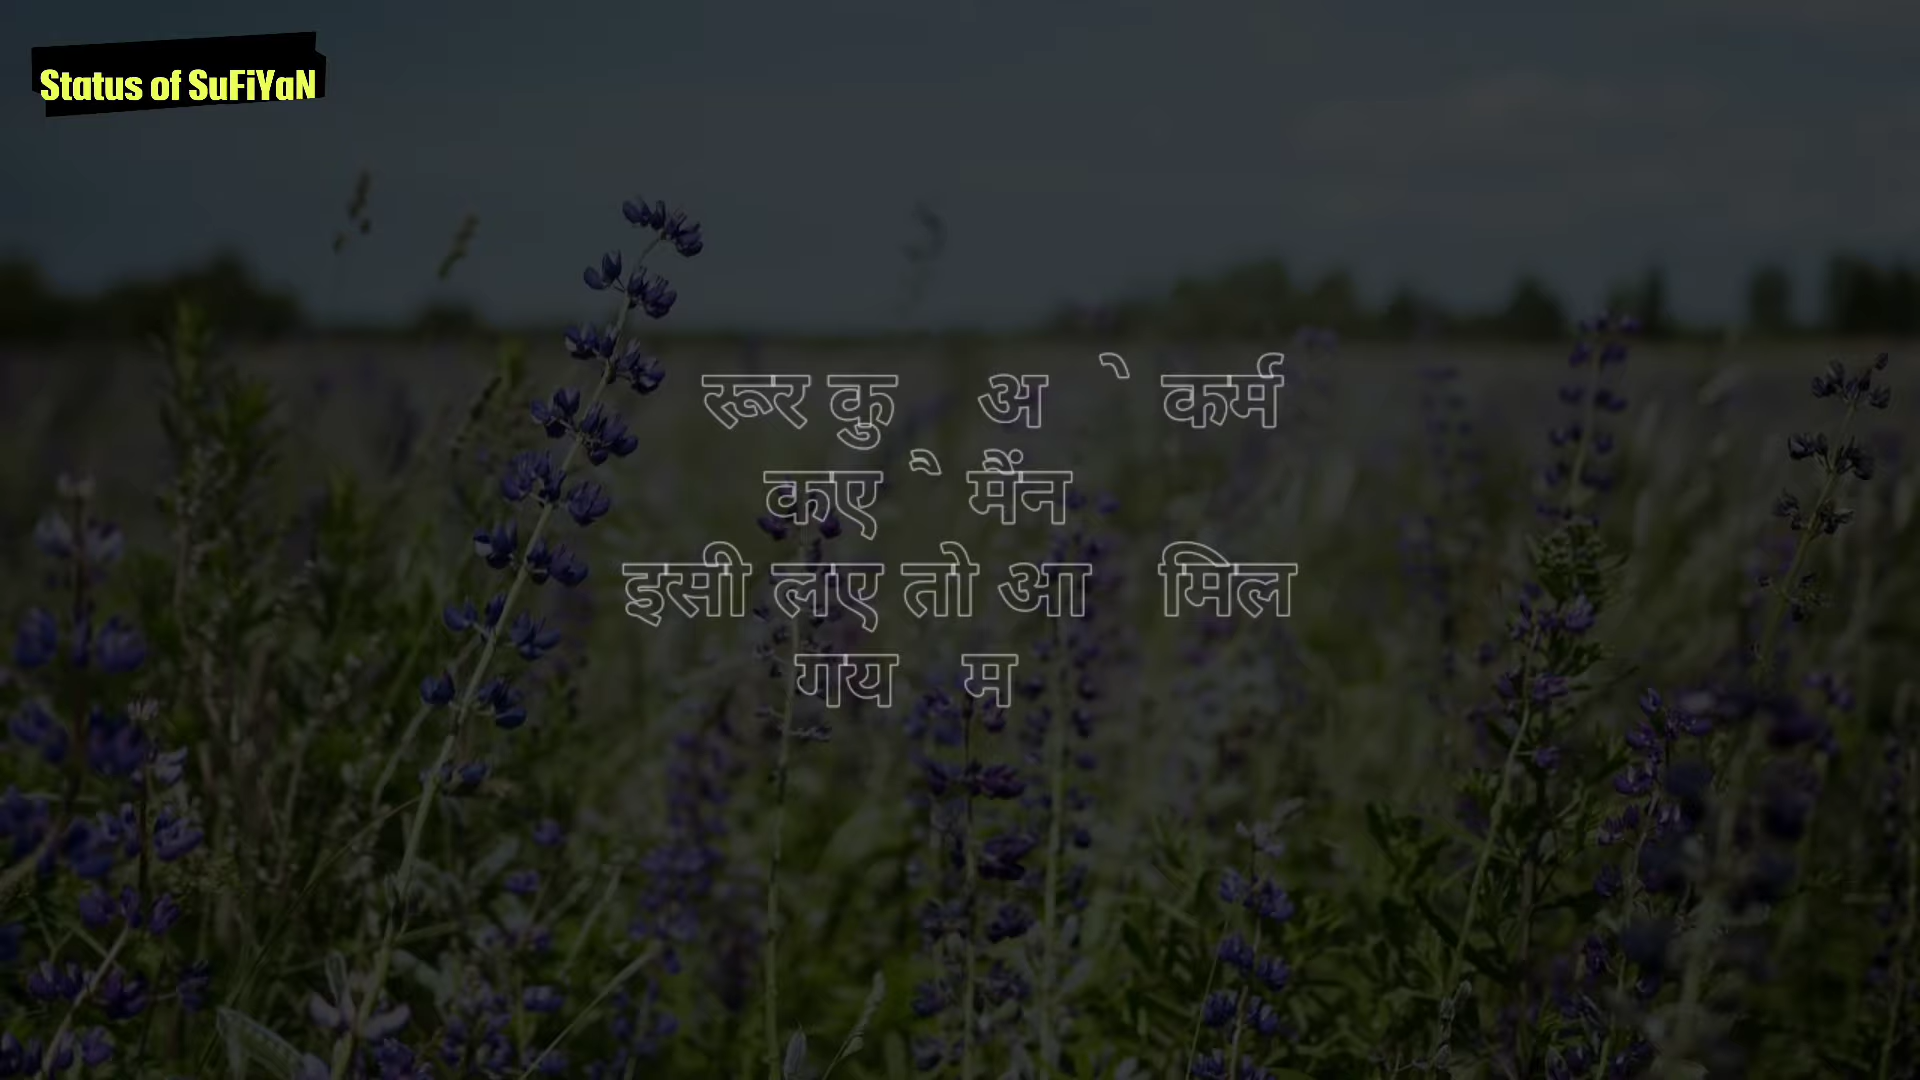 Status of SuFiYaN
रूर कु अ े कर्म
कए े मैंन
इसी लए तो आ मिल
गय म